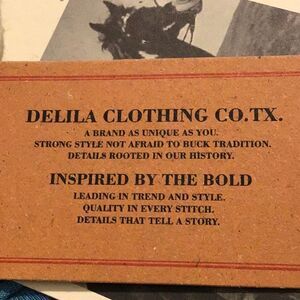 DELILA CLOTHING CO.TX.
A BRAND AS UNIQUE AS YOU.
STRONG STYLE NOT AFRAID TO BUCK TRADITION.
DETAILS ROOTED IN OUR HISTORY.
INSPIRED BY THE BOLD
LEADING IN TREND AND STYLE.
QUALITY IN EVERY STITCH.
DETAILS THAT TELL A STORY.